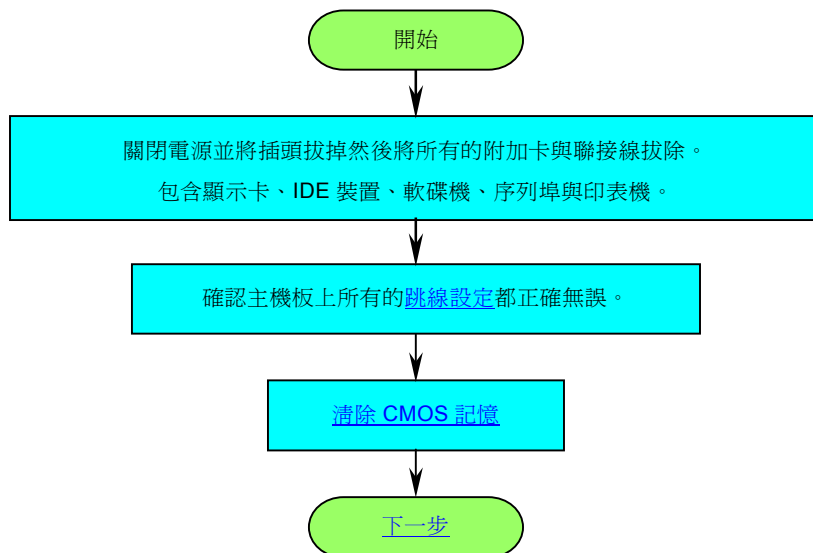 開始
關閉電源並將插頭拔掉然後將所有的附加卡與聯接線拔除。
包含顯示卡、IDE 裝置、軟碟機、序列埠與印表機。
確認主機板上所有的跳線設定都正確無誤。
清除 CMOS 記憶
下一步